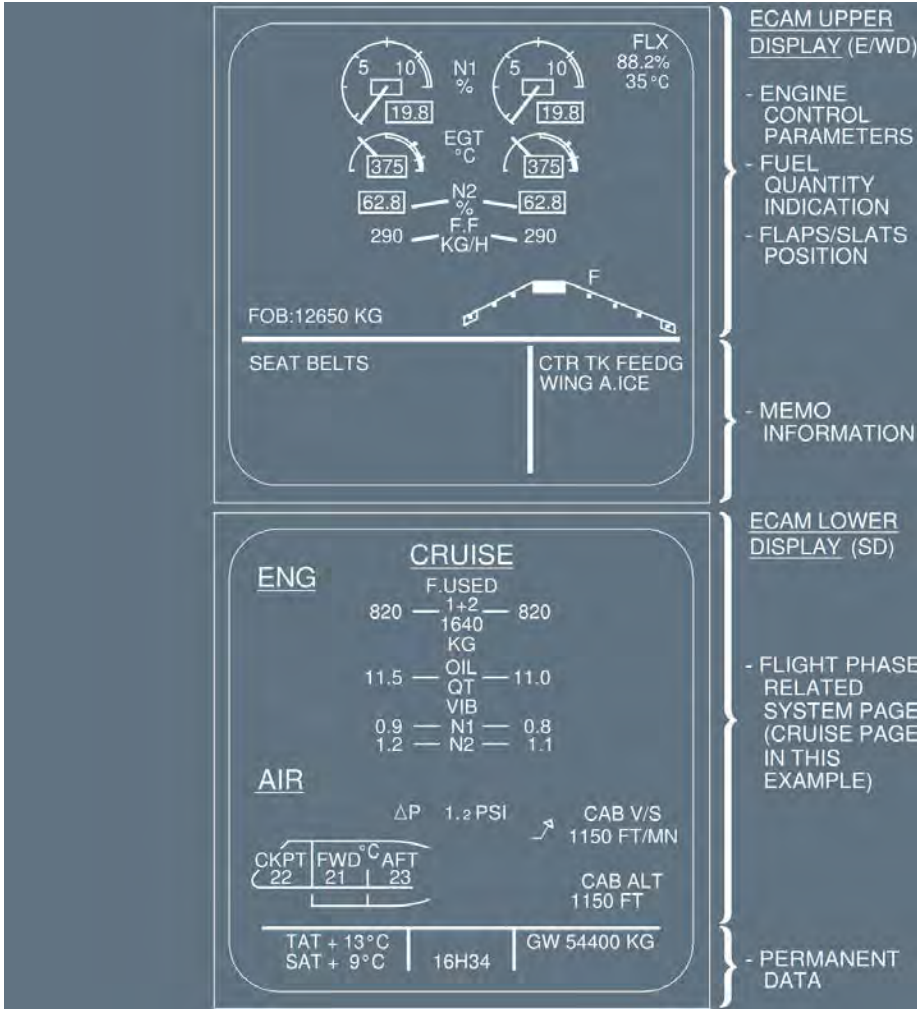 FLX
88.2%
35°C
5 10 N1 5 10
%
19.8 19.8
EGT
°C
375 375
62.8 N2 62.8
%
290 F.F 290
KG/H
F
FOB:12650 KG
SEAT BELTS
CTR TK FEEDG
WING A.ICE
ECAM UPPER
DISPLAY (E/WD)
- ENGINE
CONTROL
PARAMETERS
- FUEL
QUANTITY
INDICATION
- FLAPS/SLATS
POSITION
- MEMO
INFORMATION
CRUISE
ENG
F.USED
820 1+2 820
1640
KG
11.5 OIL 11.0
QT
VIB
0.9 N1 0.8
1.2 N2 1.1
AIR
ΔP 1.2 PSI
CAB V/S
1150 FT/MN
°C
CKPT FWD AFT
22 21 23
CAB ALT
1150 FT
TAT + 13°C
SAT + 9°C
16H34
GW 54400 KG
ECAM LOWER
DISPLAY (SD)
- FLIGHT PHASE
RELATED
SYSTEM PAGE
(CRUISE PAGE
IN THIS
EXAMPLE)
- PERMANENT
DATA